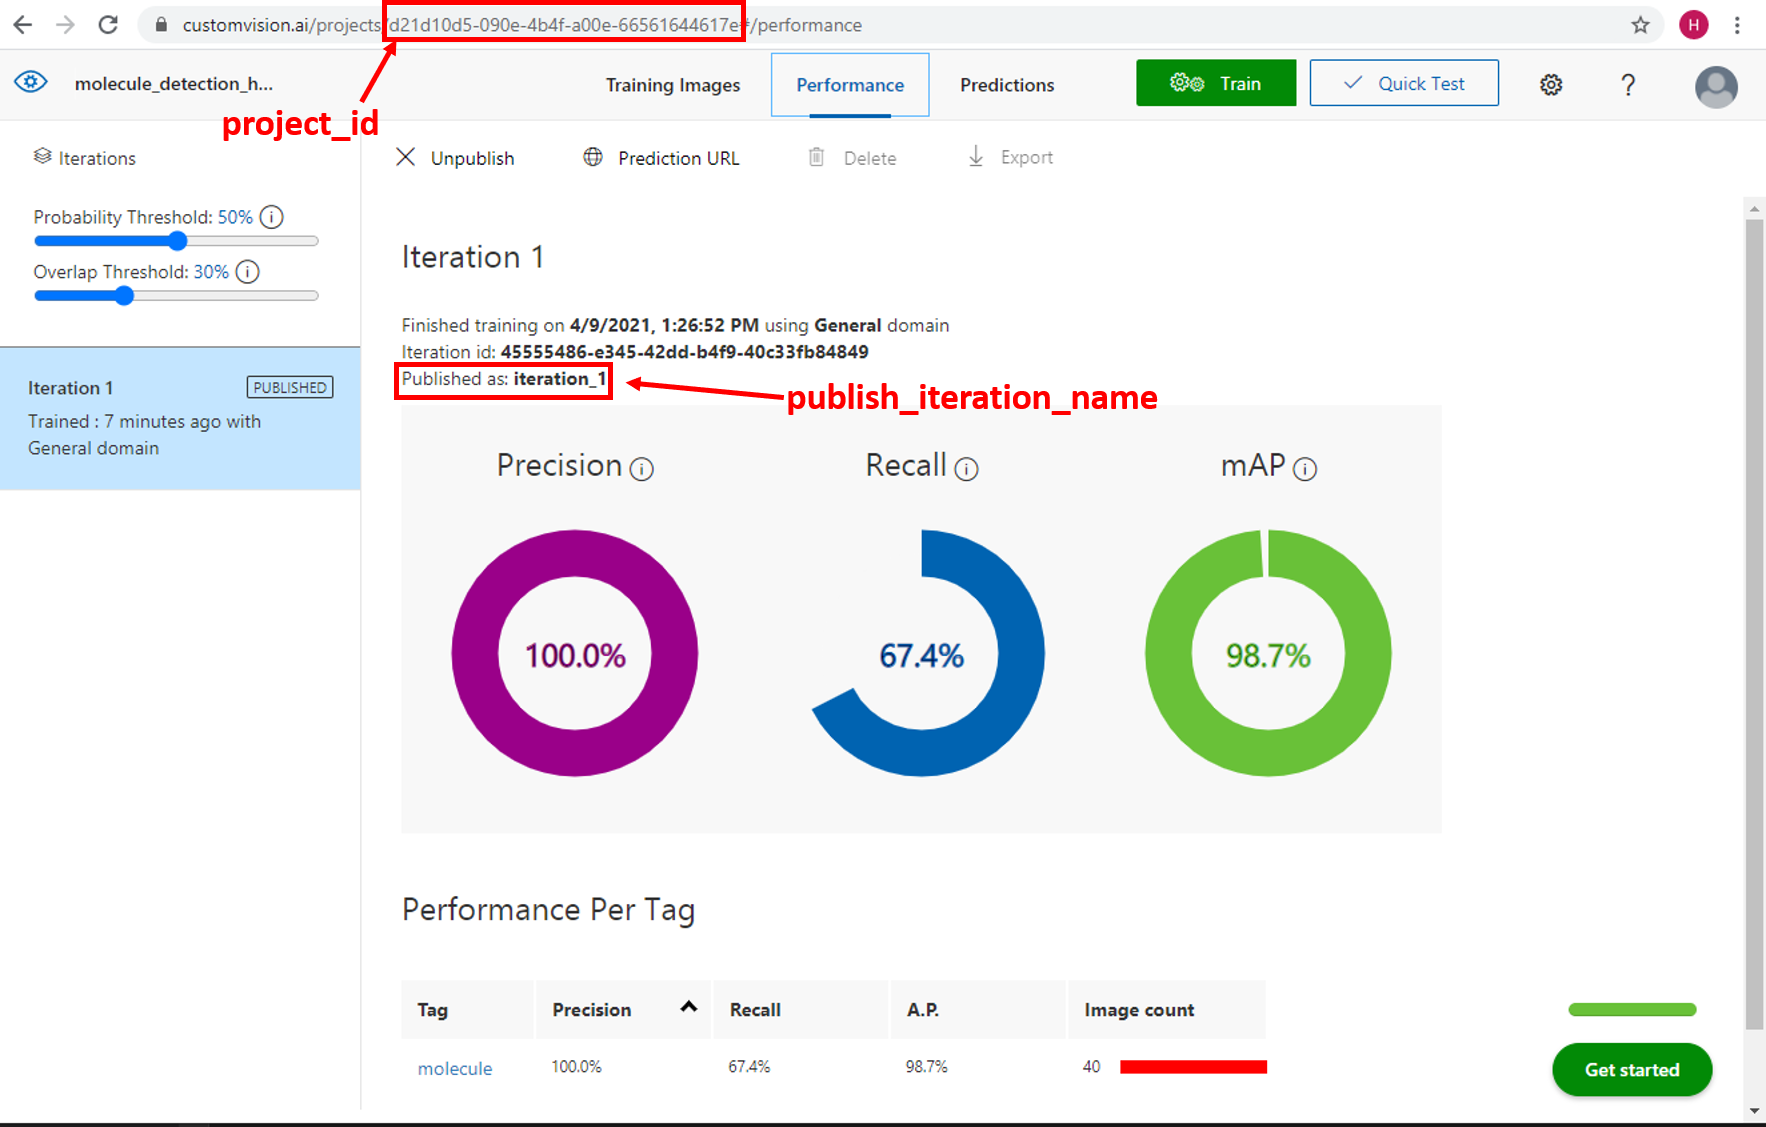 customvision.ai/projects/d21d10d5-090e-4b4f-a00e-66561644617e#/performance
H
molecule_detection_h...
Training Images
Performance
Predictions
Train
Quick Test
?
project_id
Iterations
Unpublish
Prediction URL
Delete
Export
Probability Threshold: 50%
Overlap Threshold: 30%
Iteration 1
Finished training on 4/9/2021, 1:26:52 PM using General domain
Iteration id: 45555486-e345-42dd-b4f9-40c33fb84849
Published as: iteration_1
publish_iteration_name
Iteration 1
PUBLISHED
Trained : 7 minutes ago with
General domain
Precision
Recall
mAP
100.0%
67.4%
98.7%
Performance Per Tag
Tag
Precision
Recall
A.P.
Image count
molecule
100.0%
67.4%
98.7%
40
Get started